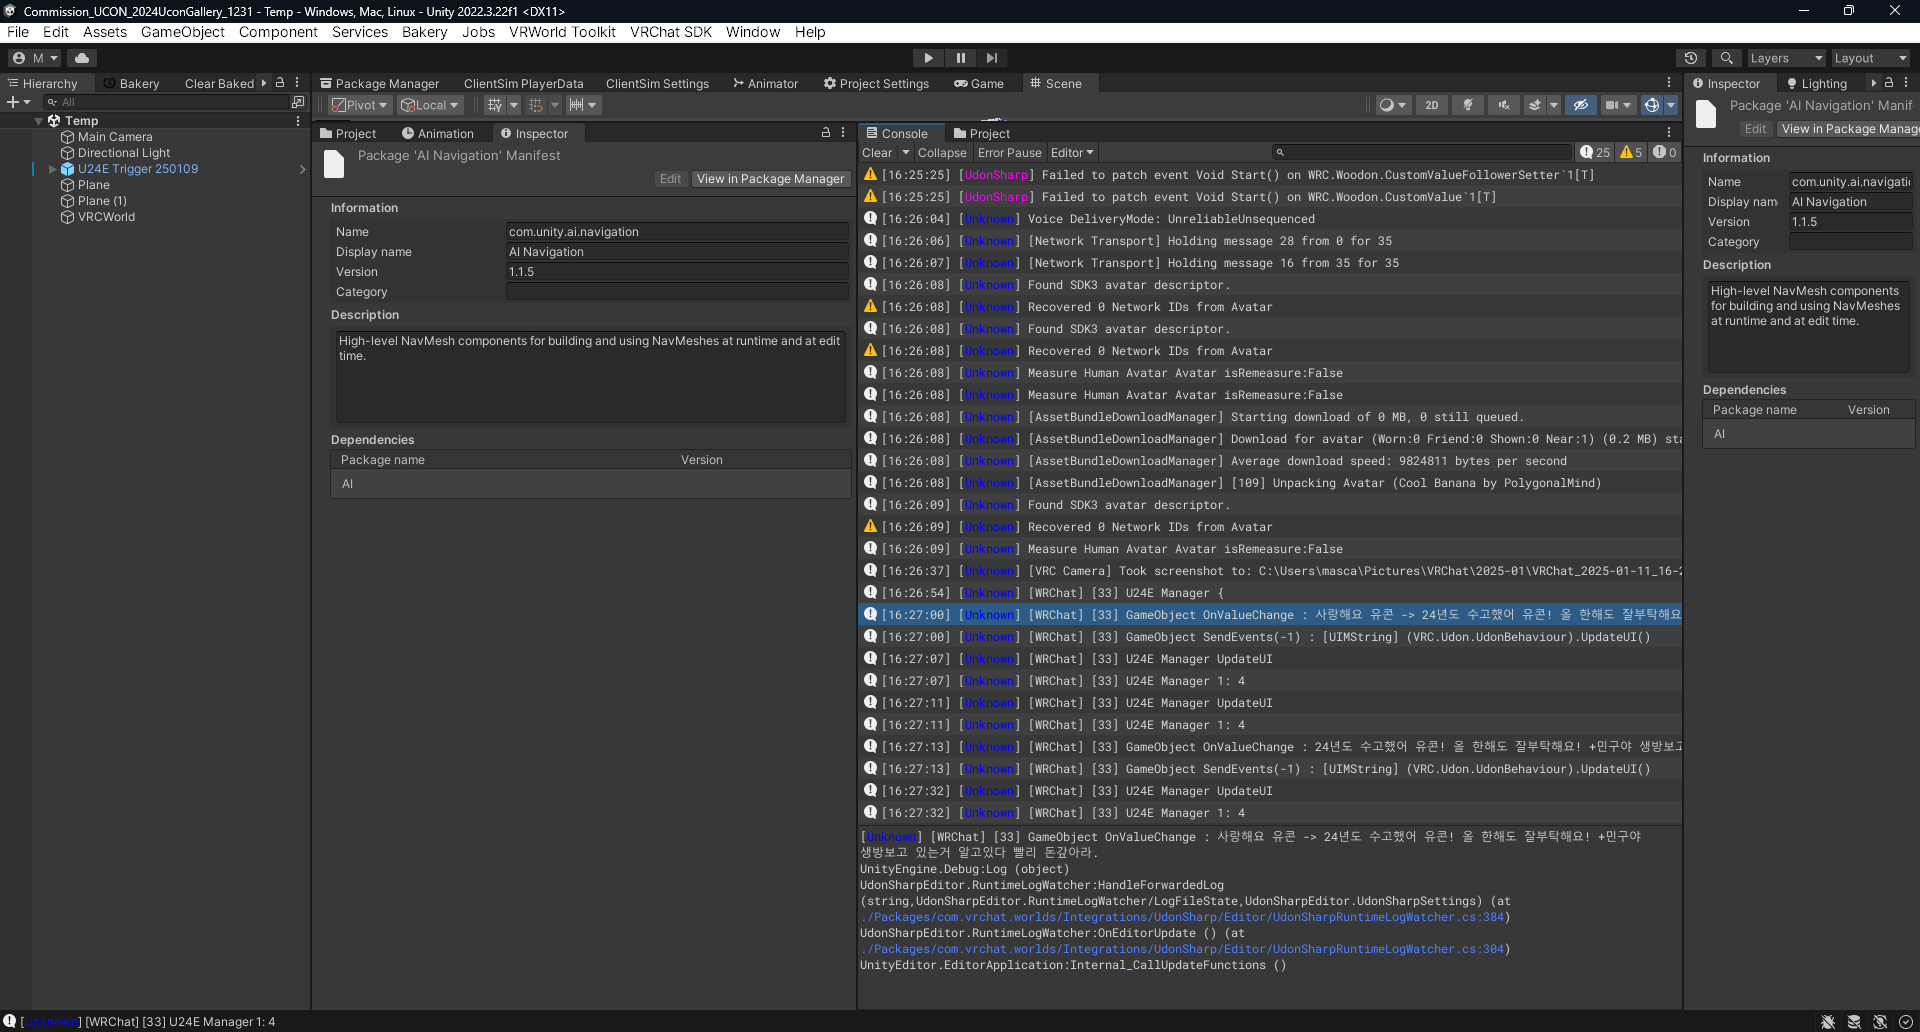 Commission_UCON_2024UconGallery_1231 - Temp - Windows, Mac, Linux - Unity 2022.3.22f1 <DX11>
File Edit Assets GameObject Component Services Bakery Jobs VRWorld Toolkit VRChat SDK Window Help
M
Layers
Layout
Hierarchy
Bakery
Clear Baked
All
Temp
Main Camera
Directional Light
U24E Trigger 250109
Plane
Plane (1)
VRCWorld
Package Manager
ClientSim PlayerData
ClientSim Settings
Animator
Project Settings
Game
Scene
Pivot
Local
2D
Project
Animation
Inspector
Package 'AI Navigation' Manifest
Edit
View in Package Manager
Information
Name com.unity.ai.navigation
Display name AI Navigation
Version 1.1.5
Category
Description
High-level NavMesh components for building and using NavMeshes at runtime and at edit
time.
Dependencies
Package name Version
AI
Console
Project
Clear
Collapse
Error Pause
Editor
25
5
0
[16:25:25] [UdonSharp] Failed to patch event Void Start() on WRC.Woodon.CustomValueFollowerSetter`1[T]
[16:25:25] [UdonSharp] Failed to patch event Void Start() on WRC.Woodon.CustomValue`1[T]
[16:26:04] [Unknown] Voice DeliveryMode: UnreliableUnsequenced
[16:26:06] [Unknown] [Network Transport] Holding message 28 from 0 for 35
[16:26:07] [Unknown] [Network Transport] Holding message 16 from 35 for 35
[16:26:08] [Unknown] Found SDK3 avatar descriptor.
[16:26:08] [Unknown] Recovered 0 Network IDs from Avatar
[16:26:08] [Unknown] Found SDK3 avatar descriptor.
[16:26:08] [Unknown] Recovered 0 Network IDs from Avatar
[16:26:08] [Unknown] Measure Human Avatar Avatar isRemeasure:False
[16:26:08] [Unknown] Measure Human Avatar Avatar isRemeasure:False
[16:26:08] [Unknown] [AssetBundleDownloadManager] Starting download of 0 MB, 0 still queued.
[16:26:08] [Unknown] [AssetBundleDownloadManager] Download for avatar (Worn:0 Friend:0 Shown:0 Near:1) (0.2 MB) sta
[16:26:08] [Unknown] [AssetBundleDownloadManager] Average download speed: 9824811 bytes per second
[16:26:08] [Unknown] [AssetBundleDownloadManager] [109] Unpacking Avatar (Cool Banana by PolygonalMind)
[16:26:09] [Unknown] Found SDK3 avatar descriptor.
[16:26:09] [Unknown] Recovered 0 Network IDs from Avatar
[16:26:09] [Unknown] Measure Human Avatar Avatar isRemeasure:False
[16:26:37] [Unknown] [VRC Camera] Took screenshot to: C:\Users\masca\Pictures\VRChat\2025-01\VRChat_2025-01-11_16-2
[16:26:54] [Unknown] [WRChat] [33] U24E Manager {
[16:27:00] [Unknown] [WRChat] [33] GameObject OnValueChange : 사랑해요 유콘 -> 24년도 수고했어 유콘! 올 한해도 잘부탁해요
[16:27:00] [Unknown] [WRChat] [33] GameObject SendEvents(-1) : [UIMString] (VRC.Udon.UdonBehaviour).UpdateUI()
[16:27:07] [Unknown] [WRChat] [33] U24E Manager UpdateUI
[16:27:07] [Unknown] [WRChat] [33] U24E Manager 1: 4
[16:27:11] [Unknown] [WRChat] [33] U24E Manager UpdateUI
[16:27:11] [Unknown] [WRChat] [33] U24E Manager 1: 4
[16:27:13] [Unknown] [WRChat] [33] GameObject OnValueChange : 24년도 수고했어 유콘! 올 한해도 잘부탁해요! +민구야 생방보고
[16:27:13] [Unknown] [WRChat] [33] GameObject SendEvents(-1) : [UIMString] (VRC.Udon.UdonBehaviour).UpdateUI()
[16:27:32] [Unknown] [WRChat] [33] U24E Manager UpdateUI
[16:27:32] [Unknown] [WRChat] [33] U24E Manager 1: 4
[Unknown] [WRChat] [33] GameObject OnValueChange : 사랑해요 유콘 -> 24년도 수고했어 유콘! 올 한해도 잘부탁해요! +민구야
생방보고 있는거 알고있다 빨리 돈갚아라.
UnityEngine.Debug:Log (object)
UdonSharpEditor.RuntimeLogWatcher:HandleForwardedLog
(string,UdonSharpEditor.RuntimeLogWatcher/LogFileState,UdonSharpEditor.UdonSharpSettings) (at
./Packages/com.vrchat.worlds/Integrations/UdonSharp/Editor/UdonSharpRuntimeLogWatcher.cs:384)
UdonSharpEditor.RuntimeLogWatcher:OnEditorUpdate () (at
./Packages/com.vrchat.worlds/Integrations/UdonSharp/Editor/UdonSharpRuntimeLogWatcher.cs:304)
UnityEditor.EditorApplication:Internal_CallUpdateFunctions ()
Inspector
Lighting
Package 'AI Navigation' Manif
Edit
View in Package Manage
Information
Name com.unity.ai.navigati
Display nam AI Navigation
Version 1.1.5
Category
Description
High-level NavMesh components
for building and using NavMeshes
at runtime and at edit time.
Dependencies
Package name Version
AI
[Unknown] [WRChat] [33] U24E Manager 1: 4